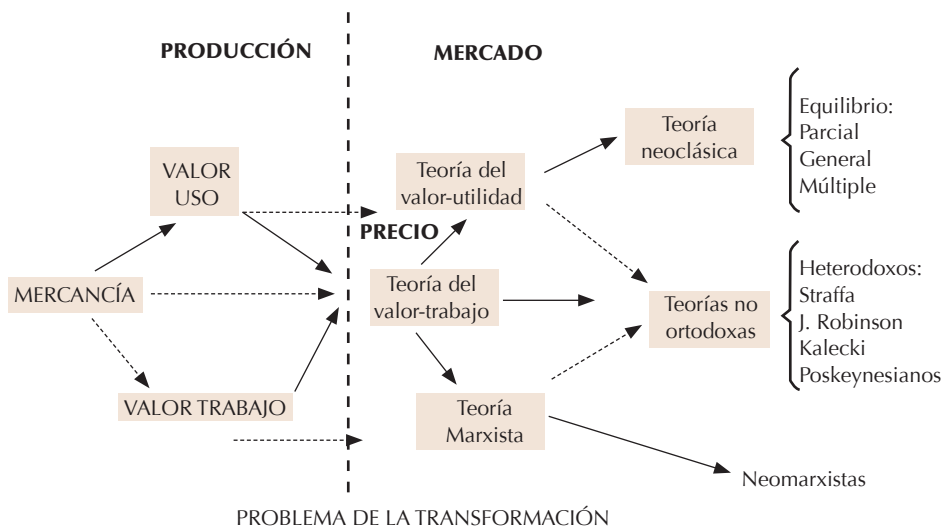 PRODUCCIÓN
MERCADO
VALOR
USO
MERCANCÍA
VALOR TRABAJO
PRECIO
Teoría del
valor-utilidad
Teoría del
valor-trabajo
Teoría
Marxista
Teoría
neoclásica
Equilibrio:
Parcial
General
Múltiple
Teorías no
ortodoxas
Heterodoxos:
Straffa
J. Robinson
Kalecki
Poskeynesianos
Neomarxistas
PROBLEMA DE LA TRANSFORMACIÓN